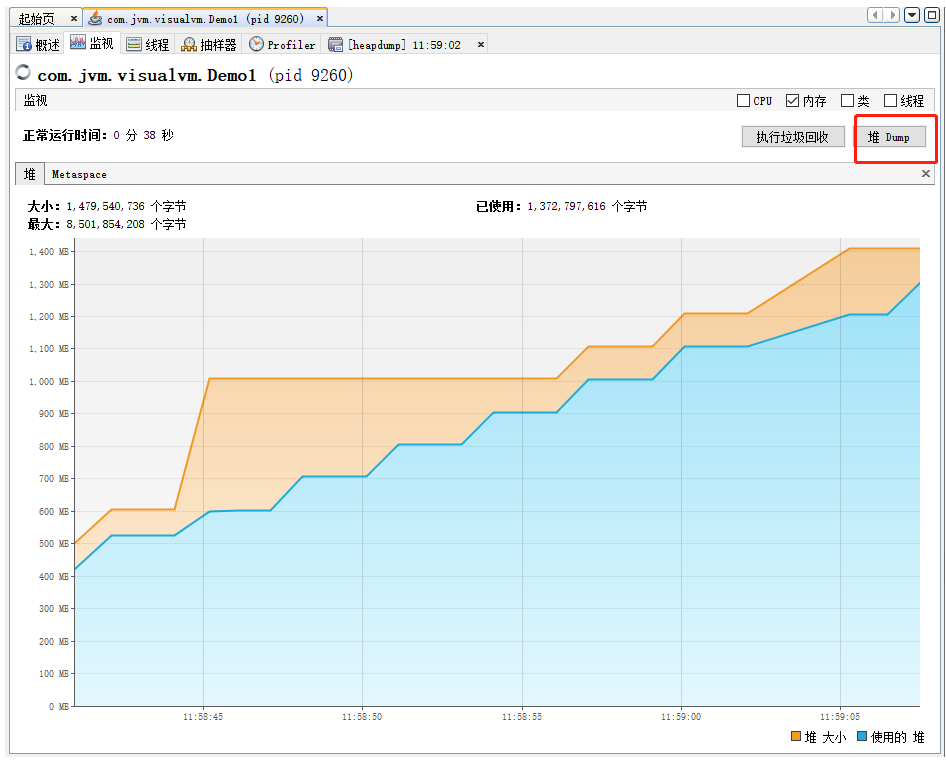 起始页 × com.jvm.visualvm.Demo1 (pid 9260) ×
概述 监视 线程 抽样器 Profiler [heapdump] 11:59:02 ×
com.jvm.visualvm.Demo1 (pid 9260)
监视 CPU 内存 类 线程
正常运行时间：0 分 38 秒 执行垃圾回收 堆 Dump
堆 Metaspace ×
大小：1,479,540,736 个字节 已使用：1,372,797,616 个字节
最大：8,501,854,208 个字节
1,400 MB
1,300 MB
1,200 MB
1,100 MB
1,000 MB
900 MB
800 MB
700 MB
600 MB
500 MB
400 MB
300 MB
200 MB
100 MB
0 MB
11:58:45 11:58:50 11:58:55 11:59:00 11:59:05
堆 大小 使用的 堆